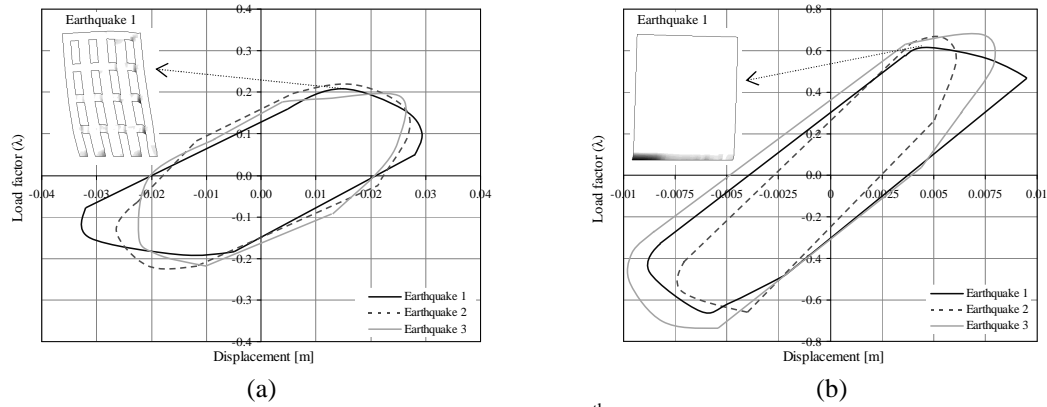 Earthquake 1
Load factor (λ)
0.4
0.3
0.2
0.1
0.0
-0.1
-0.2
-0.3
-0.4
-0.04 -0.03 -0.02 -0.01 0.00 0.01 0.02 0.03 0.04
Earthquake 1
Earthquake 2
Earthquake 3
Displacement [m]
(a)
Earthquake 1
Load factor (λ)
0.8
0.6
0.4
0.2
0.0
-0.2
-0.4
-0.6
-0.8
-0.01 -0.0075 -0.005 -0.0025 0 0.0025 0.005 0.0075 0.01
Earthquake 1
Earthquake 2
Earthquake 3
Displacement [m]
(b)
th